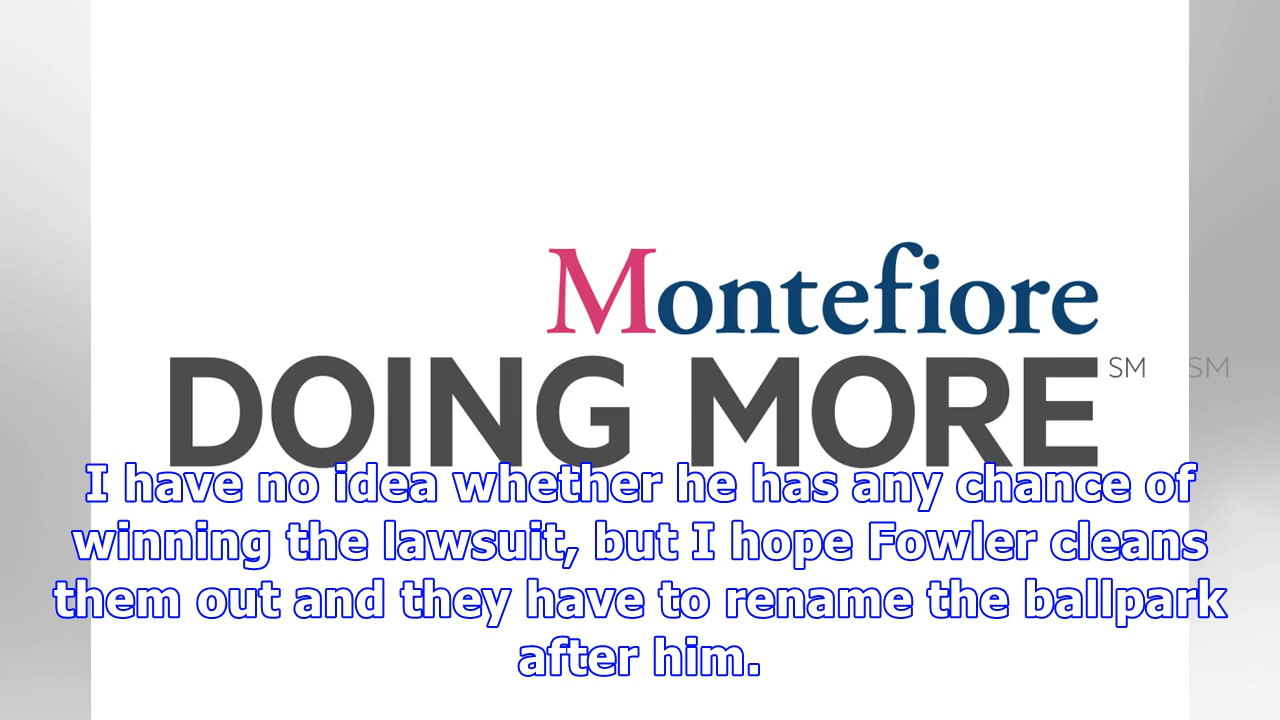 Montefiore
DOING MORE SM SM
I have no idea whether he has any chance of
winning the lawsuit, but I hope Fowler cleans
them out and they have to rename the ballpark
after him.